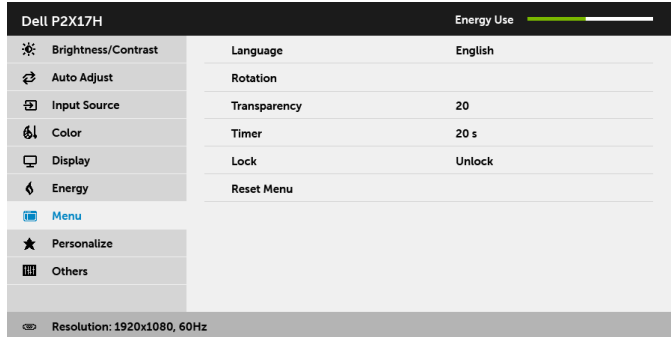 Dell P2X17H Energy Use
Brightness/Contrast Language English
Auto Adjust Rotation
Input Source Transparency 20
Color Timer 20 s
Display Lock Unlock
Energy Reset Menu
Menu
Personalize
Others
Resolution: 1920x1080, 60Hz